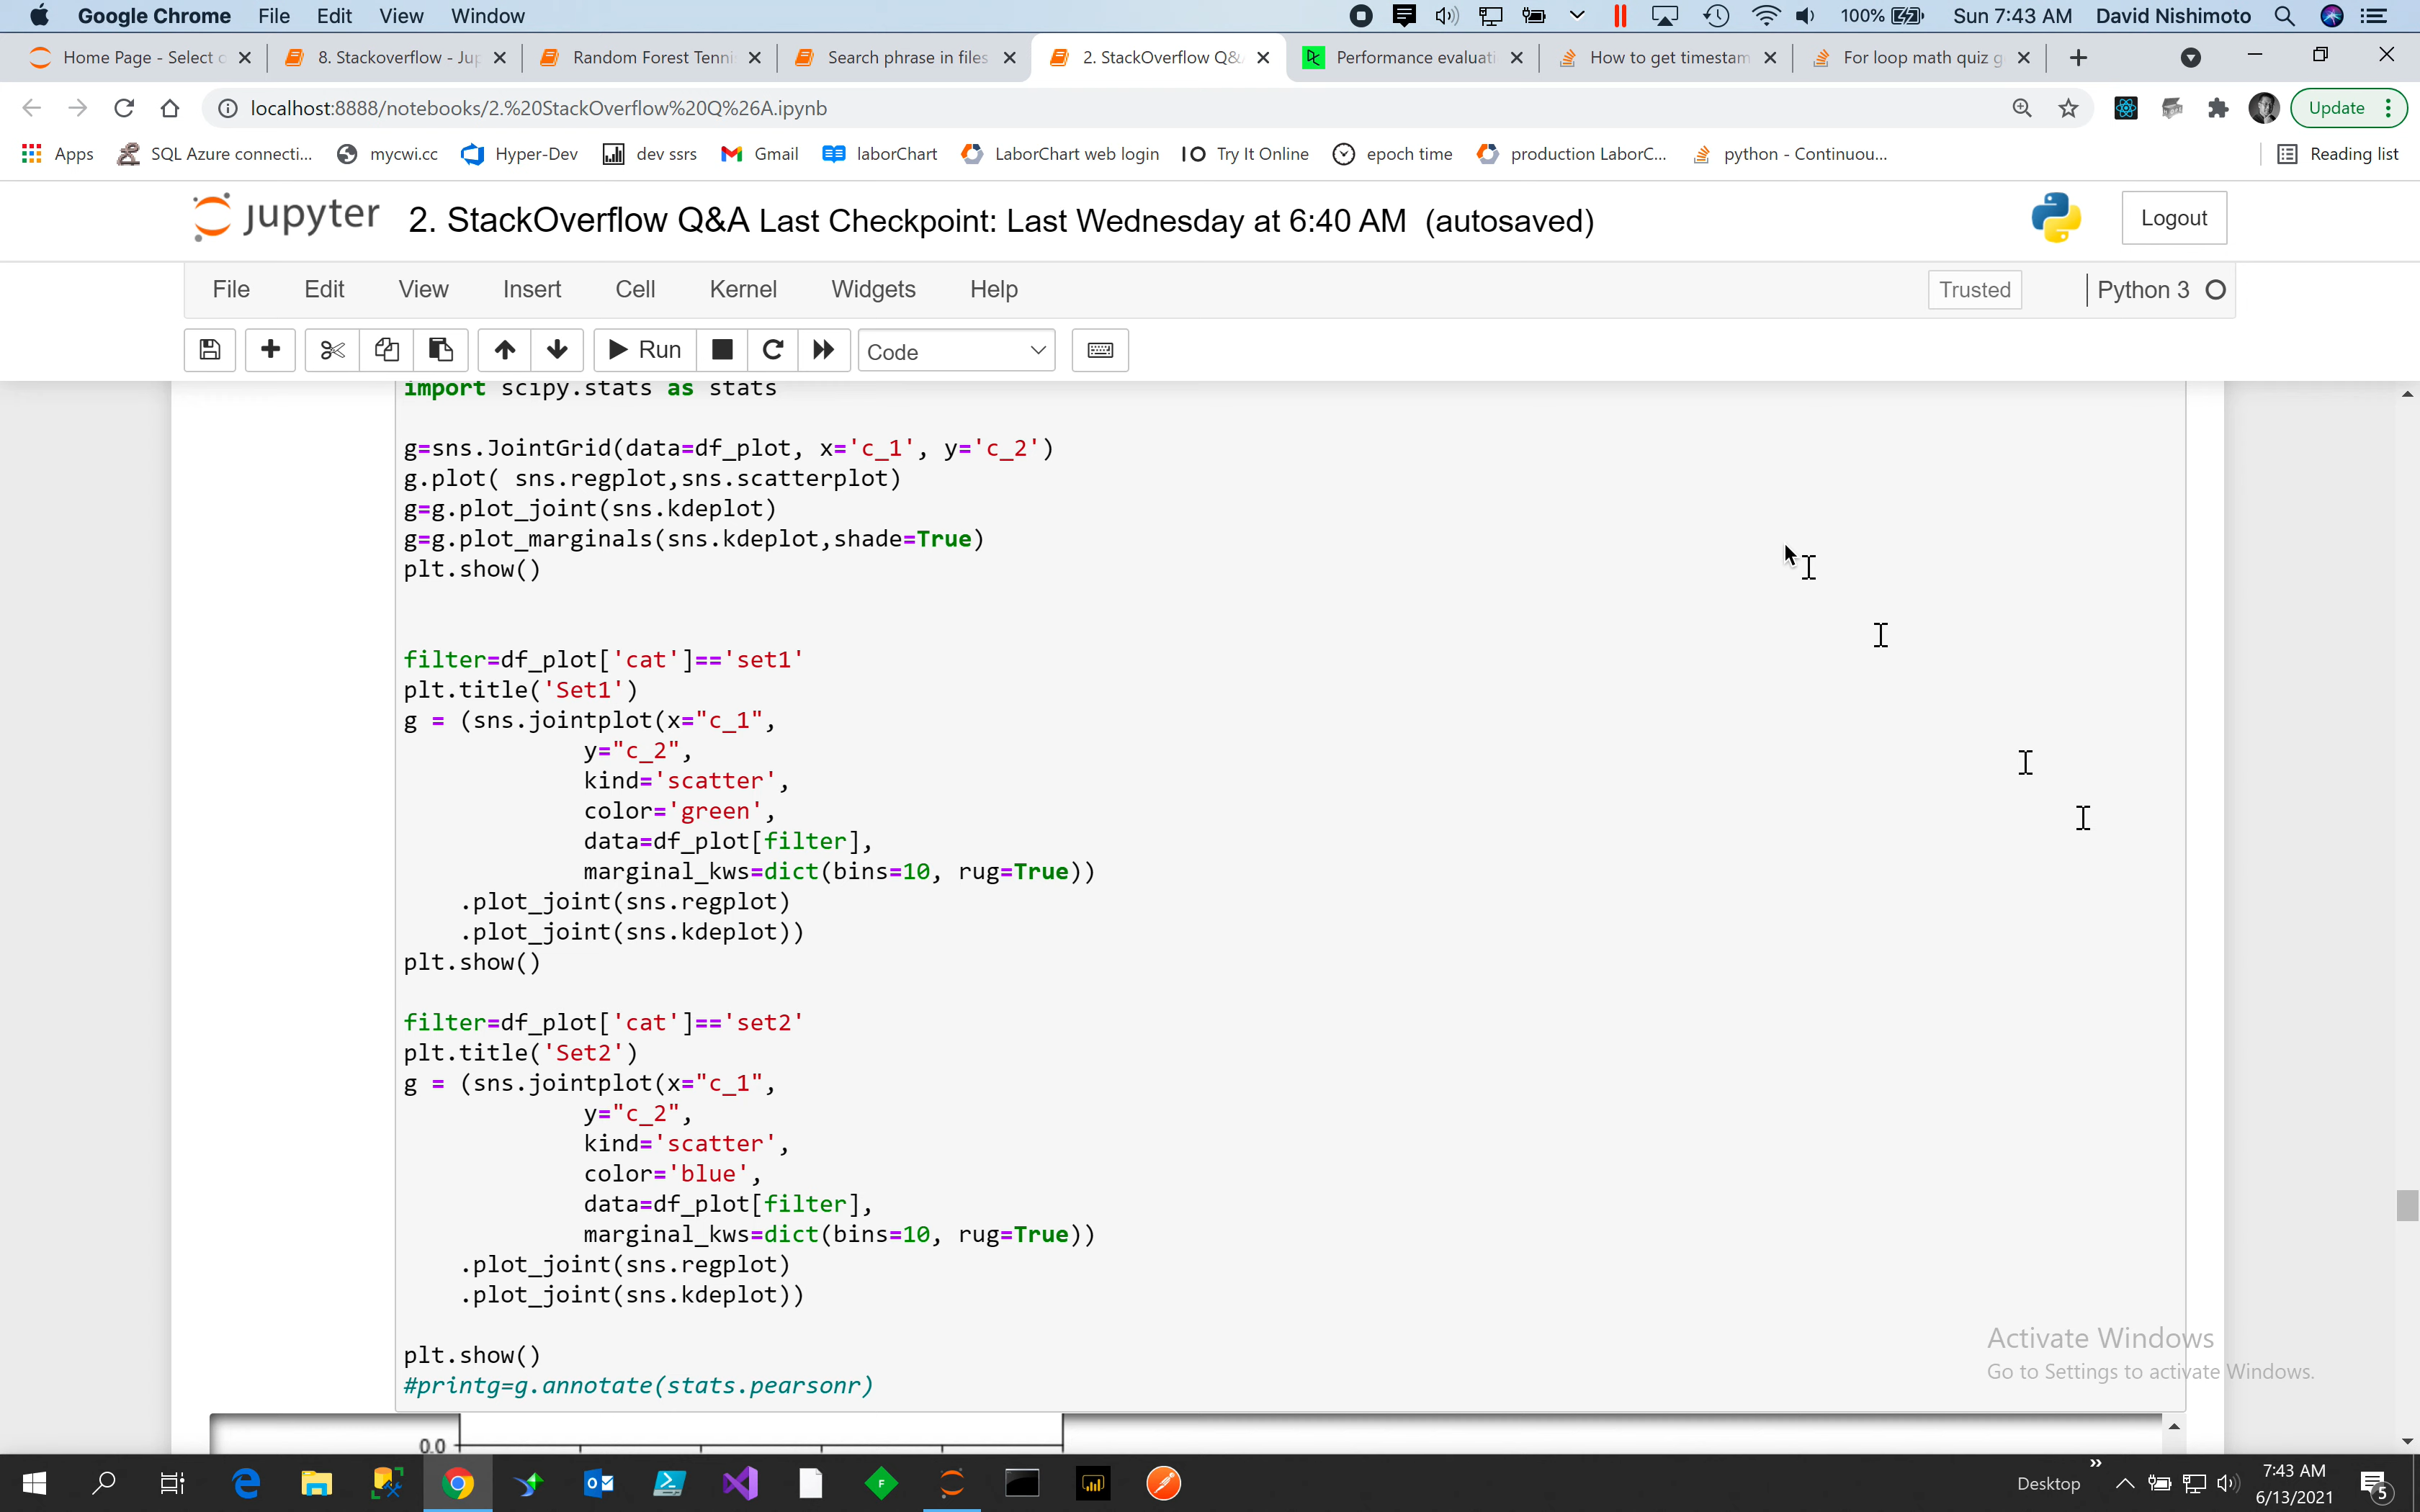 Google Chrome File Edit View Window 100% Sun 7:43 AM David Nishimoto
Home Page - Select o 8. Stackoverflow - Jup Random Forest Tenni Search phrase in files 2. StackOverflow Q& Performance evaluati How to get timestam For loop math quiz g
localhost:8888/notebooks/2.%20StackOverflow%20Q%26A.ipynb Update
Apps SQL Azure connecti... mycwi.cc Hyper-Dev dev ssrs Gmail laborChart LaborChart web login Try It Online epoch time production LaborC... python - Continuou... Reading list
jupyter 2. StackOverflow Q&A Last Checkpoint: Last Wednesday at 6:40 AM (autosaved) Logout
File Edit View Insert Cell Kernel Widgets Help Trusted Python 3
Run Code
import scipy.stats as stats
g=sns.JointGrid(data=df_plot, x='c_1', y='c_2')
g.plot( sns.regplot,sns.scatterplot)
g=g.plot_joint(sns.kdeplot)
g=g.plot_marginals(sns.kdeplot,shade=True)
plt.show()
filter=df_plot['cat']=='set1'
plt.title('Set1')
g = (sns.jointplot(x="c_1",
y="c_2",
kind='scatter',
color='green',
data=df_plot[filter],
marginal_kws=dict(bins=10, rug=True))
.plot_joint(sns.regplot)
.plot_joint(sns.kdeplot))
plt.show()
filter=df_plot['cat']=='set2'
plt.title('Set2')
g = (sns.jointplot(x="c_1",
y="c_2",
kind='scatter',
color='blue',
data=df_plot[filter],
marginal_kws=dict(bins=10, rug=True))
.plot_joint(sns.regplot)
.plot_joint(sns.kdeplot))
plt.show()
#printg=g.annotate(stats.pearsonr)
0.0
Activate Windows
Go to Settings to activate Windows.
Desktop 7:43 AM
6/13/2021 5